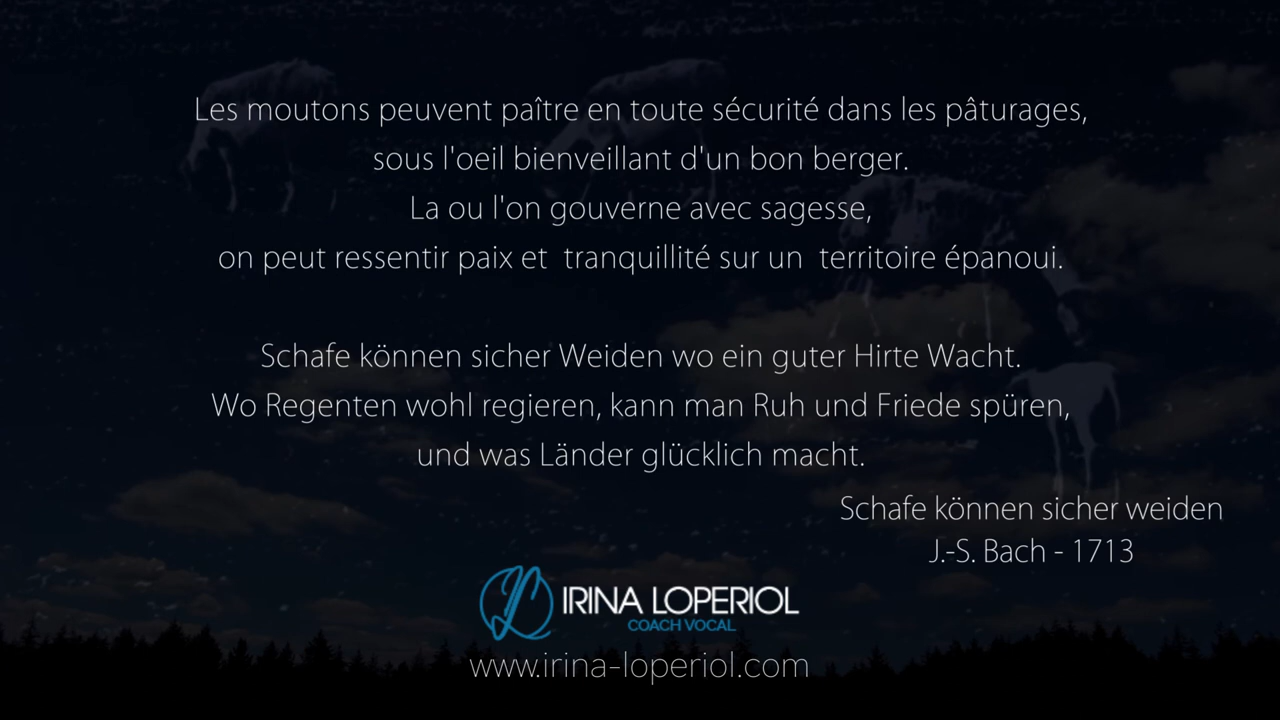 Les moutons peuvent paître en toute sécurité dans les pâturages,
sous l'oeil bienveillant d'un bon berger.
La ou l'on gouverne avec sagesse,
on peut ressentir paix et  tranquillité sur un  territoire épanoui.
Schafe können sicher Weiden wo ein guter Hirte Wacht.
Wo Regenten wohl regieren, kann man Ruh und Friede spüren,
und was Länder glücklich macht.
Schafe können sicher weiden
J.-S. Bach - 1713
IRINA LOPERIOL
COACH VOCAL
www.irina-loperiol.com